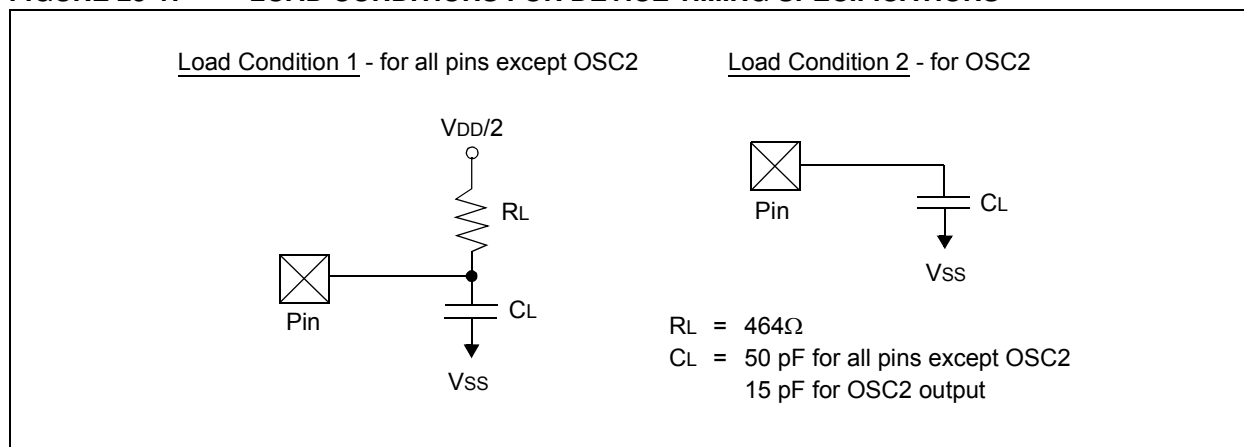 Load Condition 1 - for all pins except OSC2
VDD/2
RL
Pin
CL
VSS
Load Condition 2 - for OSC2
Pin
CL
VSS
RL = 464Ω
CL = 50 pF for all pins except OSC2
15 pF for OSC2 output